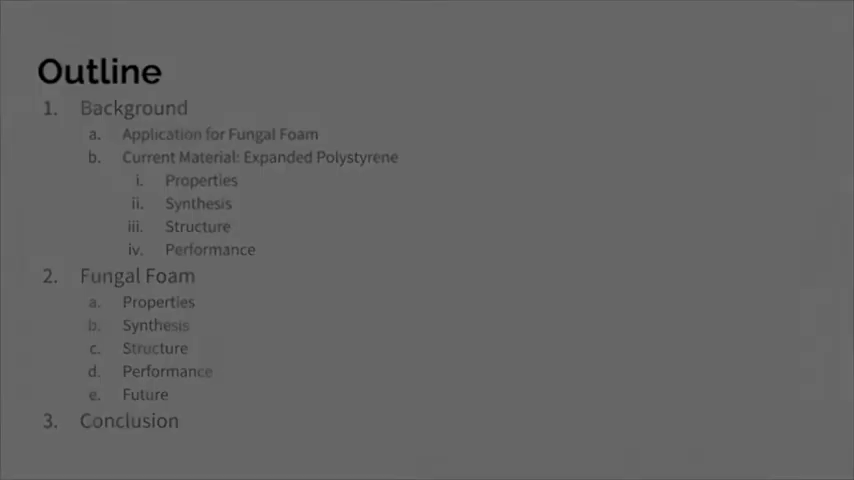 Outline
1. Background
a. Application for Fungal Foam
b. Current Material: Expanded Polystyrene
i. Properties
ii. Synthesis
iii. Structure
iv. Performance
2. Fungal Foam
a. Properties
b. Synthesis
c. Structure
d. Performance
e. Future
3. Conclusion